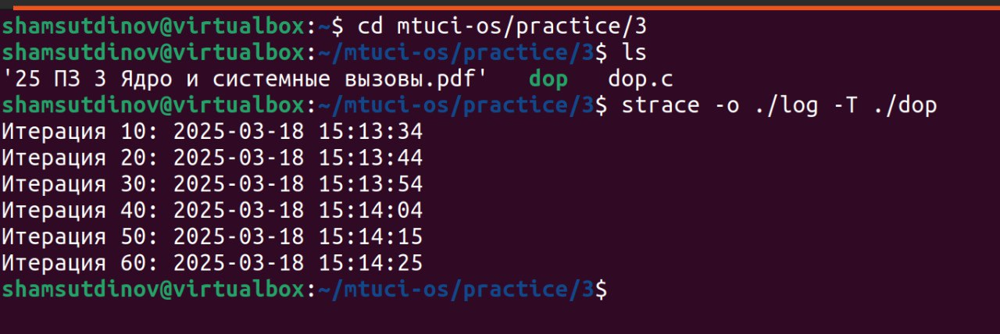 shamsutdinov@virtualbox:~$ cd mtuci-os/practice/3
shamsutdinov@virtualbox:~/mtuci-os/practice/3$ ls
'25 ПЗ 3 Ядро и системные вызовы.pdf'   dop   dop.c
shamsutdinov@virtualbox:~/mtuci-os/practice/3$ strace -o ./log -T ./dop
Итерация 10: 2025-03-18 15:13:34
Итерация 20: 2025-03-18 15:13:44
Итерация 30: 2025-03-18 15:13:54
Итерация 40: 2025-03-18 15:14:04
Итерация 50: 2025-03-18 15:14:15
Итерация 60: 2025-03-18 15:14:25
shamsutdinov@virtualbox:~/mtuci-os/practice/3$